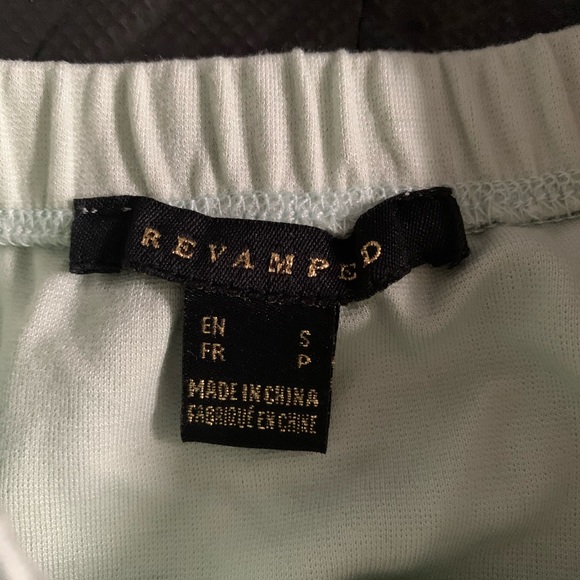 REVAMPED
EN S
FR P
MADE IN CHINA
FABRIQUÉ EN CHINE